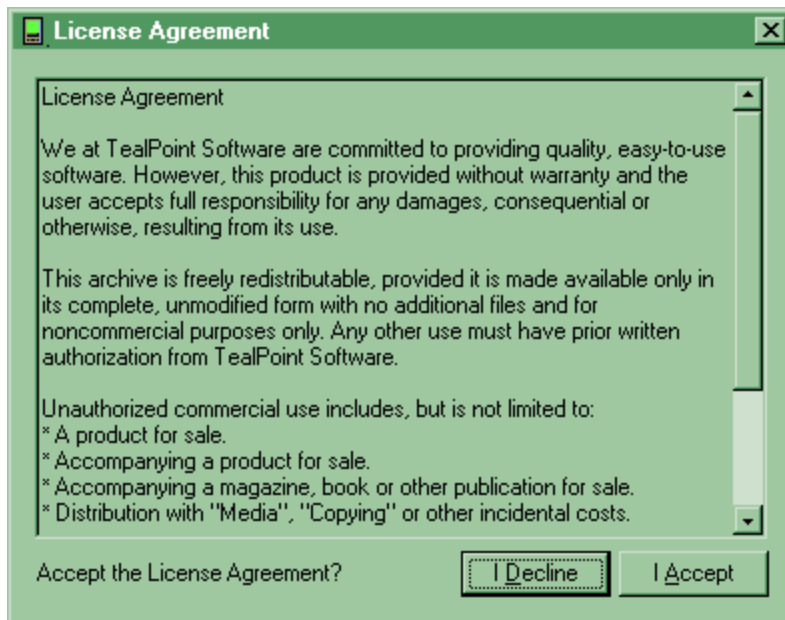 License Agreement
License Agreement
We at TealPoint Software are committed to providing quality, easy-to-use
software. However, this product is provided without warranty and the
user accepts full responsibility for any damages, consequential or
otherwise, resulting from its use.
This archive is freely redistributable, provided it is made available only in
its complete, unmodified form with no additional files and for
noncommercial purposes only. Any other use must have prior written
authorization from TealPoint Software.
Unauthorized commercial use includes, but is not limited to:
* A product for sale.
* Accompanying a product for sale.
* Accompanying a magazine, book or other publication for sale.
* Distribution with "Media", "Copying" or other incidental costs.
Accept the License Agreement?
I Decline
I Accept